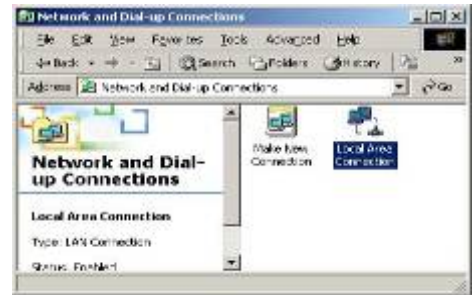 Network and Dial-up Connections
File Edit View Favorites Tools Advanced Help
Back Search Folders History
Address Network and Dial-up Connections Go
Network and Dial-
up Connections
Local Area Connection
Type: LAN Connection
Status: Enabled
Make New
Connection
Local Area
Connection